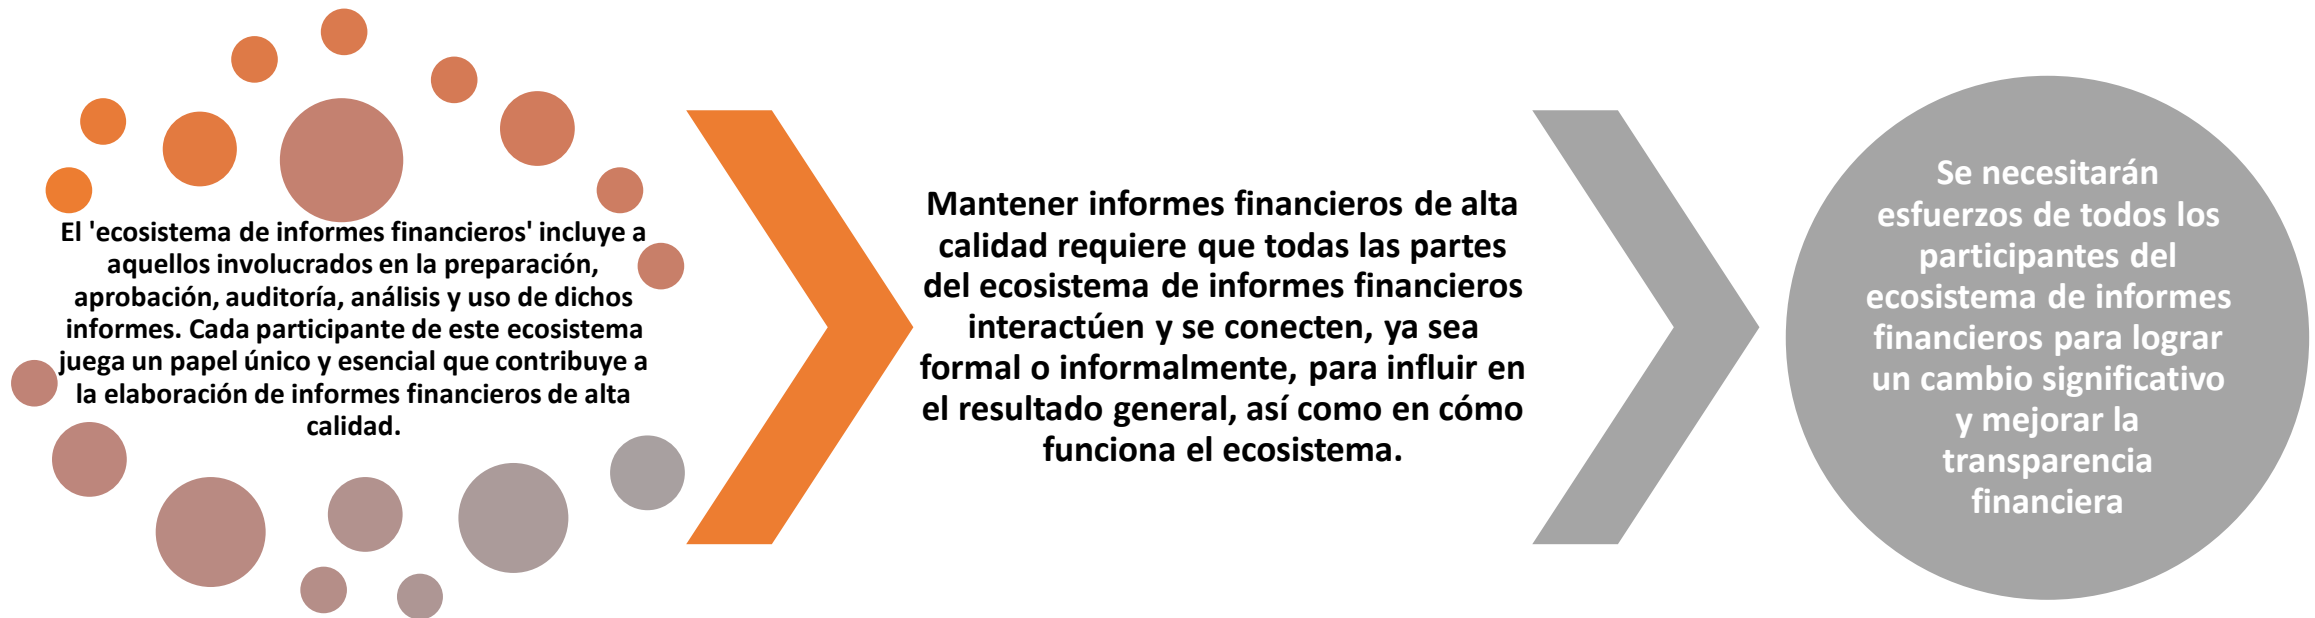 El 'ecosistema de informes financieros' incluye a
aquellos involucrados en la preparación,
aprobación, auditoría, análisis y uso de dichos
informes. Cada participante de este ecosistema
juega un papel único y esencial que contribuye a
la elaboración de informes financieros de alta
calidad.
Mantener informes financieros de alta
calidad requiere que todas las partes
del ecosistema de informes financieros
interactúen y se conecten, ya sea
formal o informalmente, para influir en
el resultado general, así como en cómo
funciona el ecosistema.
Se necesitarán
esfuerzos de todos los
participantes del
ecosistema de informes
financieros para lograr
un cambio significativo
y mejorar la
transparencia
financiera